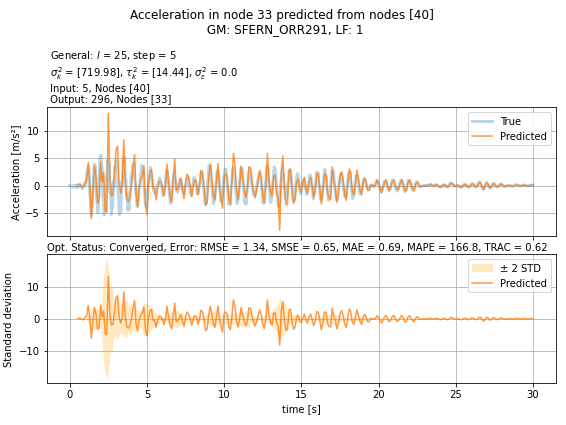 Acceleration in node 33 predicted from nodes [40]
GM: SFERN_ORR291, LF: 1
General: l = 25, step = 5
σ²ₖ = [719.98], τ²ₖ = [14.44], σ²ε = 0.0
Input: 5, Nodes [40]
Output: 296, Nodes [33]
Acceleration [m/s²]
10
5
0
−5
True
Predicted
Opt. Status: Converged, Error: RMSE = 1.34, SMSE = 0.65, MAE = 0.69, MAPE = 166.8, TRAC = 0.62
Standard deviation
10
0
−10
± 2 STD
Predicted
0 5 10 15 20 25 30
time [s]